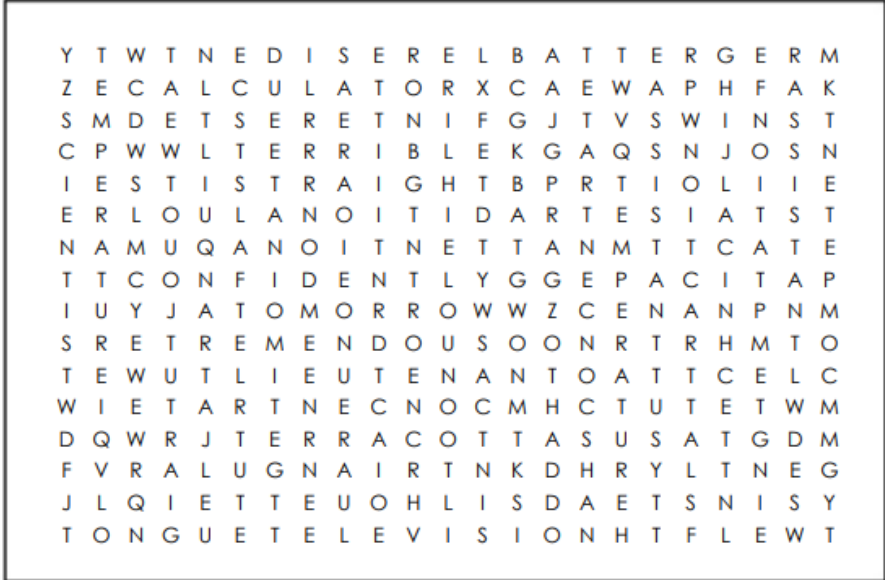 Y T W T N E D I S E R E L B A T T E R G E R M
Z E C A L C U L A T O R X C A E W A P H F A K
S M D E T S E R E T N I F G J T V S W I N S T
C P W W L T E R R I B L E K G A Q S N J O S N
I E S T I S T R A I G H T B P R T I O L I I E
E R L O U L A N O I T I D A R T E S I A T S T
N A M U Q A N O I T N E T T A N M T T C A T E
T T C O N F I D E N T L Y G G E P A C I T A P
I U Y J A T O M O R R O W W Z C E N A N P N M
S R E T R E M E N D O U S O O N R T R H M T O
T E W U T L I E U T E N A N T O A T T C E L C
W I E T A R T N E C N O C M H C T U T E T W M
D Q W R J T E R R A C O T T A S U S A T G D M
F V R A L U G N A I R T N K D H R Y L T N E G
J L Q I E T T E U O H L I S D A E T S N I S Y
T O N G U E T E L E V I S I O N H T F L E W T